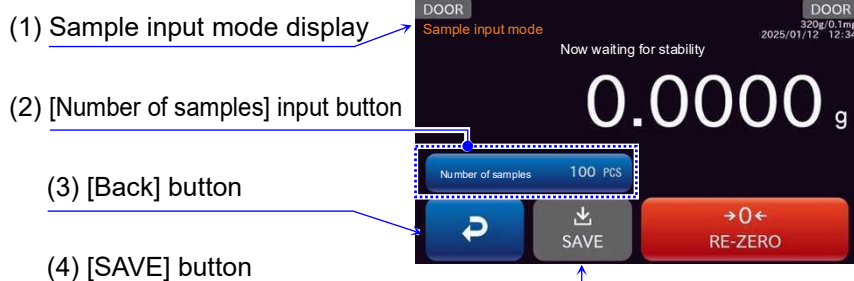 (1) Sample input mode display
(2) [Number of samples] input button
(3) [Back] button
(4) [SAVE] button
DOOR
DOOR
Sample input mode
320g/0.1mg
2025/01/12 12:34
Now waiting for stability
0.0000 g
Number of samples 100 PCS
SAVE
→0←
RE-ZERO